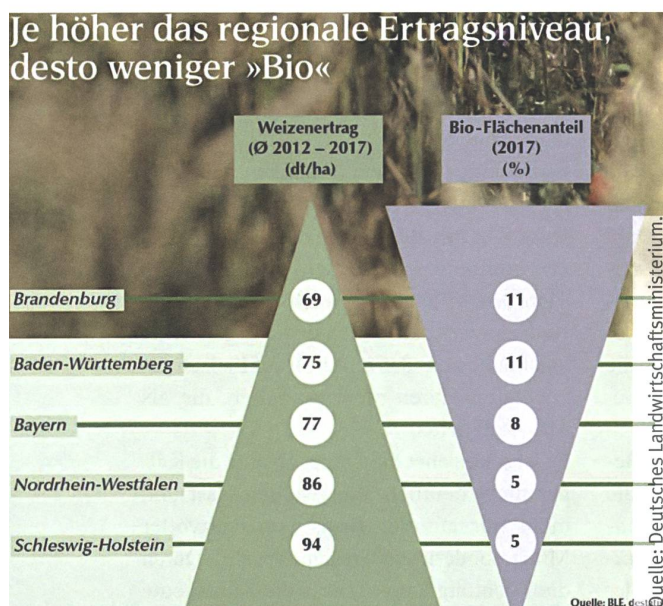 Je höher das regionale Ertragsniveau,
desto weniger »Bio«
Weizenertrag
(Ø 2012 – 2017)
(dt/ha)
Bio-Flächenanteil
(2017)
(%)
Brandenburg 69 11
Baden-Württemberg 75 11
Bayern 77 8
Nordrhein-Westfalen 86 5
Schleswig-Holstein 94 5
Quelle: BLE,
Quelle: Deutsches Landwirtschaftsministerium.